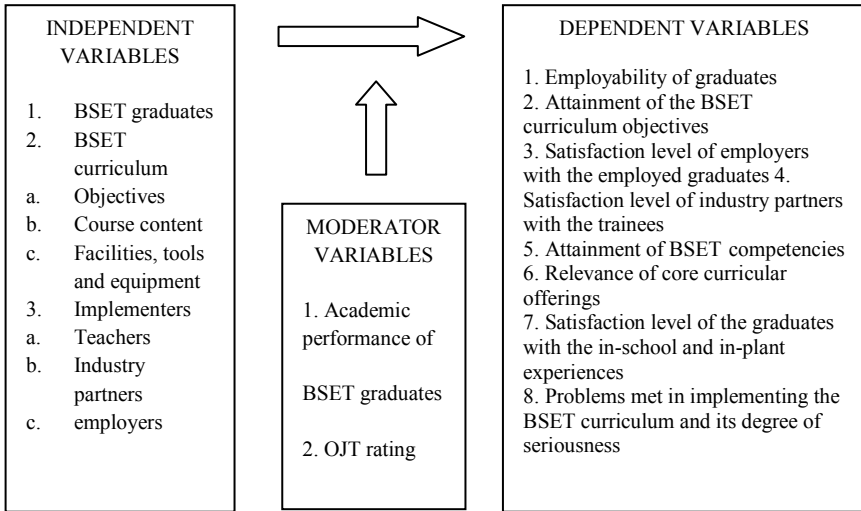 INDEPENDENT
VARIABLES
1. BSET graduates
2. BSET
curriculum
a. Objectives
b. Course content
c. Facilities, tools
and equipment
3. Implementers
a. Teachers
b. Industry
partners
c. employers
MODERATOR
VARIABLES
1. Academic
performance of
BSET graduates
2. OJT rating
DEPENDENT VARIABLES
1. Employability of graduates
2. Attainment of the BSET
curriculum objectives
3. Satisfaction level of employers
with the employed graduates 4.
Satisfaction level of industry partners
with the trainees
5. Attainment of BSET competencies
6. Relevance of core curricular
offerings
7. Satisfaction level of the graduates
with the in-school and in-plant
experiences
8. Problems met in implementing the
BSET curriculum and its degree of
seriousness